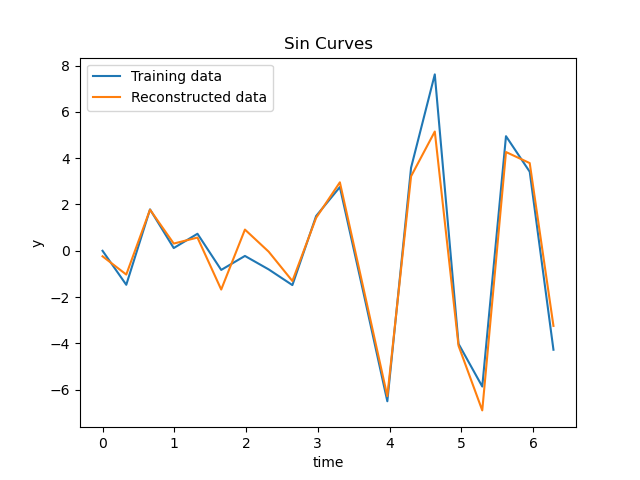 Sin Curves
Training data
Reconstructed data
8
6
4
2
0
−2
−4
−6
y
0 1 2 3 4 5 6
time